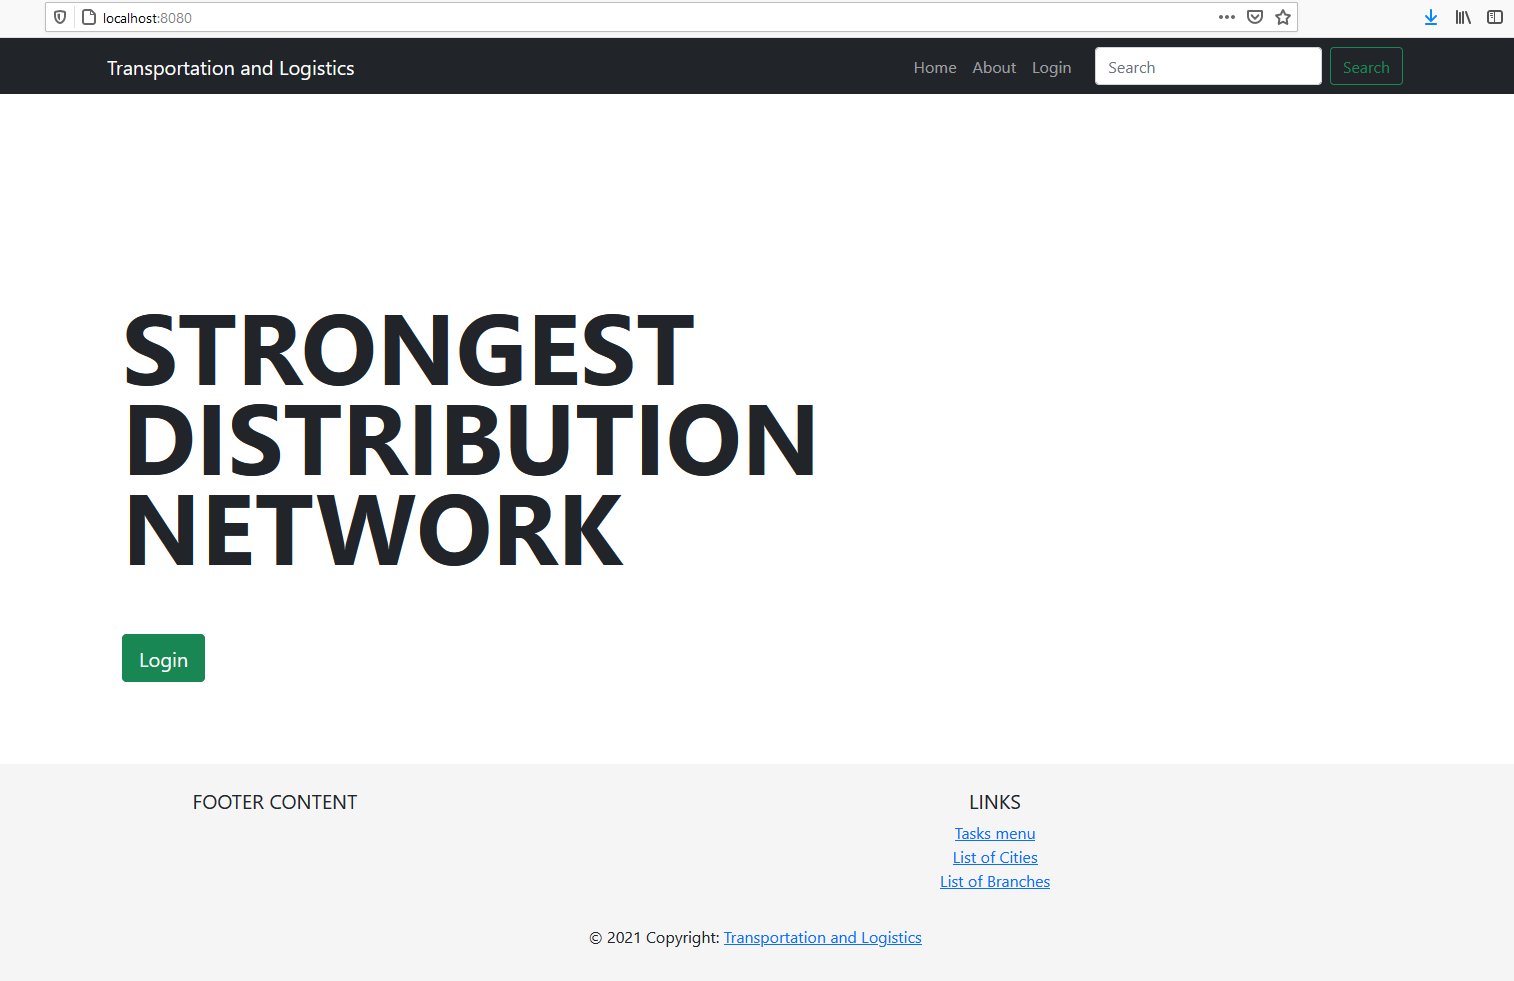 localhost:8080
Transportation and Logistics Home About Login Search Search
STRONGEST
DISTRIBUTION
NETWORK
Login
FOOTER CONTENT
LINKS
Tasks menu
List of Cities
List of Branches
© 2021 Copyright: Transportation and Logistics